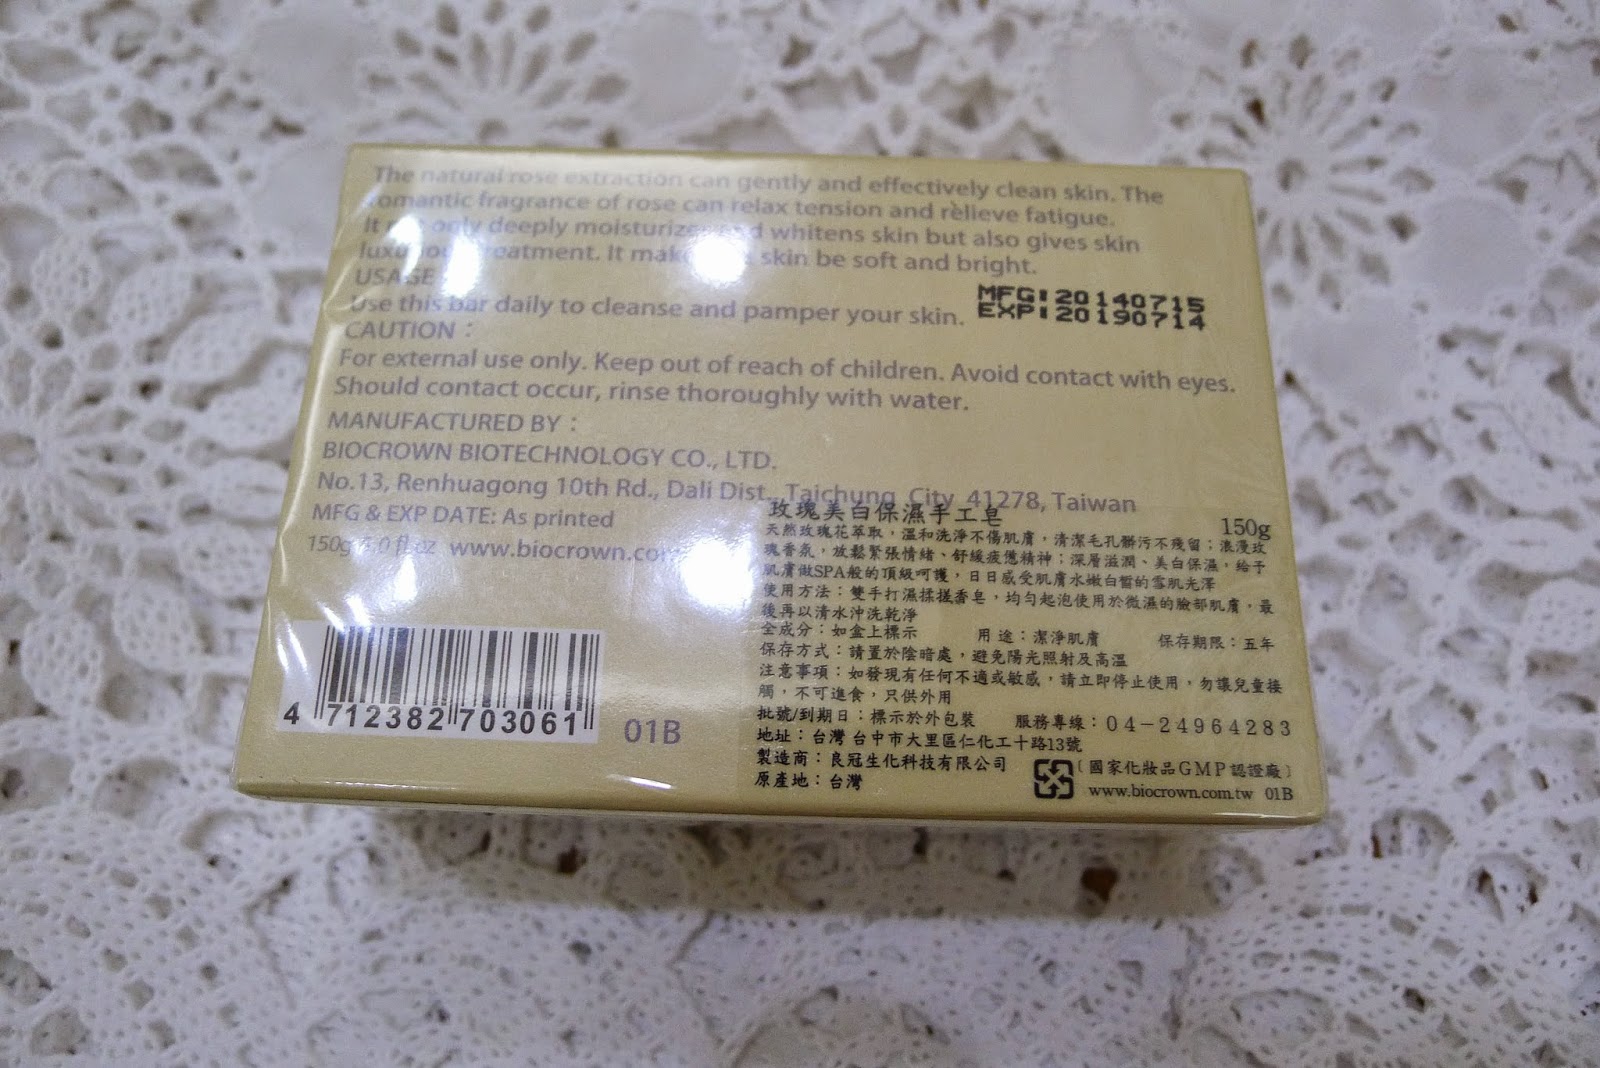 The natural rose extraction can gently and effectively clean skin. The
romantic fragrance of rose can relax tension and relieve fatigue.
It only deeply moisturizes whitens skin but also gives skin
treatment. It skin be soft and bright.
USAGE
Use this bar daily to cleanse and pamper your skin.
MFG:20140715
EXP:20190714
CAUTION：
For external use only. Keep out of reach of children. Avoid contact with eyes.
Should contact occur, rinse thoroughly with water.
MANUFACTURED BY：
BIOCROWN BIOTECHNOLOGY CO., LTD.
No.13, Renhuagong 10th Rd., Dali Dist., Taichung City 41278, Taiwan
MFG & EXP DATE: As printed
150g fl oz www.biocrown.com
玫瑰美白保濕手工皂 150g
天然玫瑰花萃取，溫和洗淨不傷肌膚，清潔毛孔髒污不殘留；浪漫玫
瑰香氛，放鬆緊張情緒、舒緩疲憊精神；深層滋潤、美白保濕，給予
肌膚做SPA般的頂級呵護，日日感受肌膚水嫩白皙的雪肌光澤
使用方法：雙手打濕揉搓香皂，均勻起泡使用於微濕的臉部肌膚，最
後再以清水沖洗乾淨
全成分：如盒上標示 用途：潔淨肌膚 保存期限：五年
保存方式：請置於陰暗處，避免陽光照射及高溫
注意事項：如發現有任何不適或敏感，請立即停止使用，勿讓兒童接
觸，不可進食，只供外用
批號/到期日：標示於外包裝 服務專線：04-24964283
地址：台灣 台中市大里區仁化工十路13號
製造商：良冠生化科技有限公司
原產地：台灣
〔國家化妝品GMP認證廠〕
www.biocrown.com.tw 01B
4 712382 703061
01B